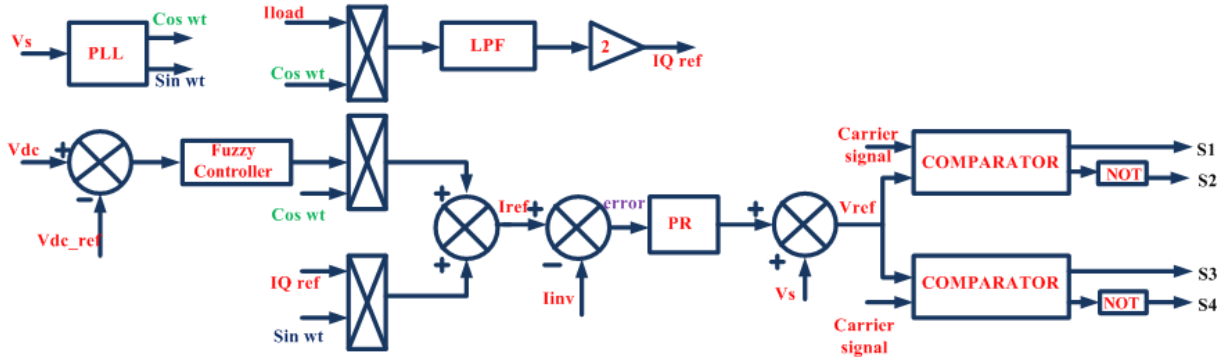 Vs
PLL
Cos wt
Sin wt
Iload
Cos wt
LPF
2
IQ ref
Vdc
+
−
Vdc_ref
Fuzzy
Controller
Cos wt
IQ ref
Sin wt
+
+
Iref
+
−
Iinv
error
PR
+
+
Vs
Vref
Carrier
signal
COMPARATOR
NOT
S1
S2
COMPARATOR
NOT
S3
S4
Carrier
signal